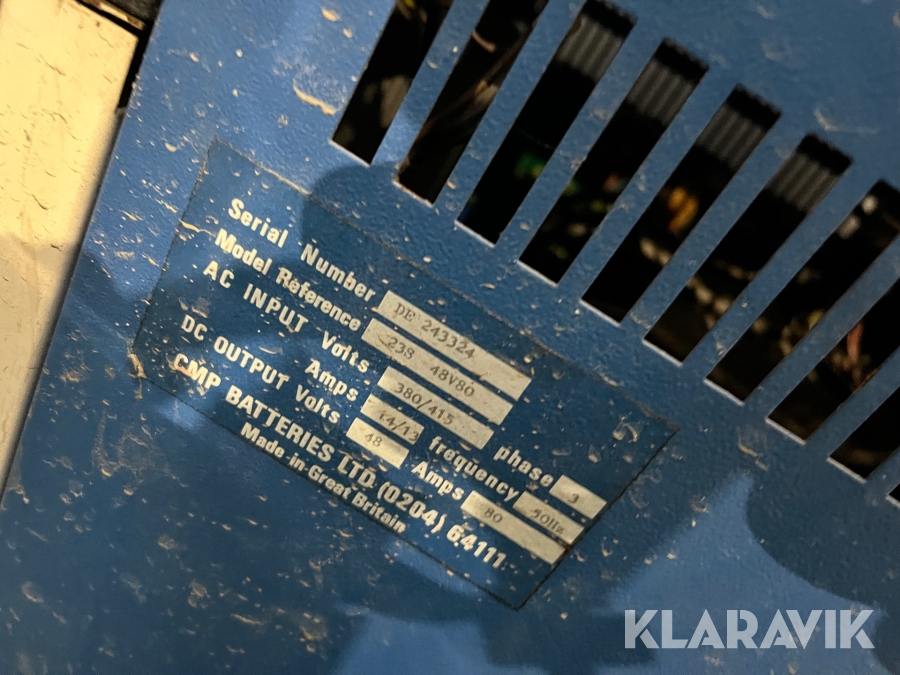 Serial Number DE 243324
Model Reference 23S 48V80
AC INPUT Volts 380/415 phase 3
Amps 14/13 frequency 50Hz
DC OUTPUT Volts 48 Amps 80
CMP BATTERIES LTD (0204) 64111
Made in Great Britain
KLARAVIK